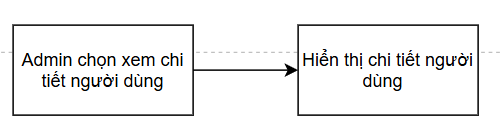 Admin chọn xem chi
tiết người dùng
Hiển thị chi tiết người
dùng